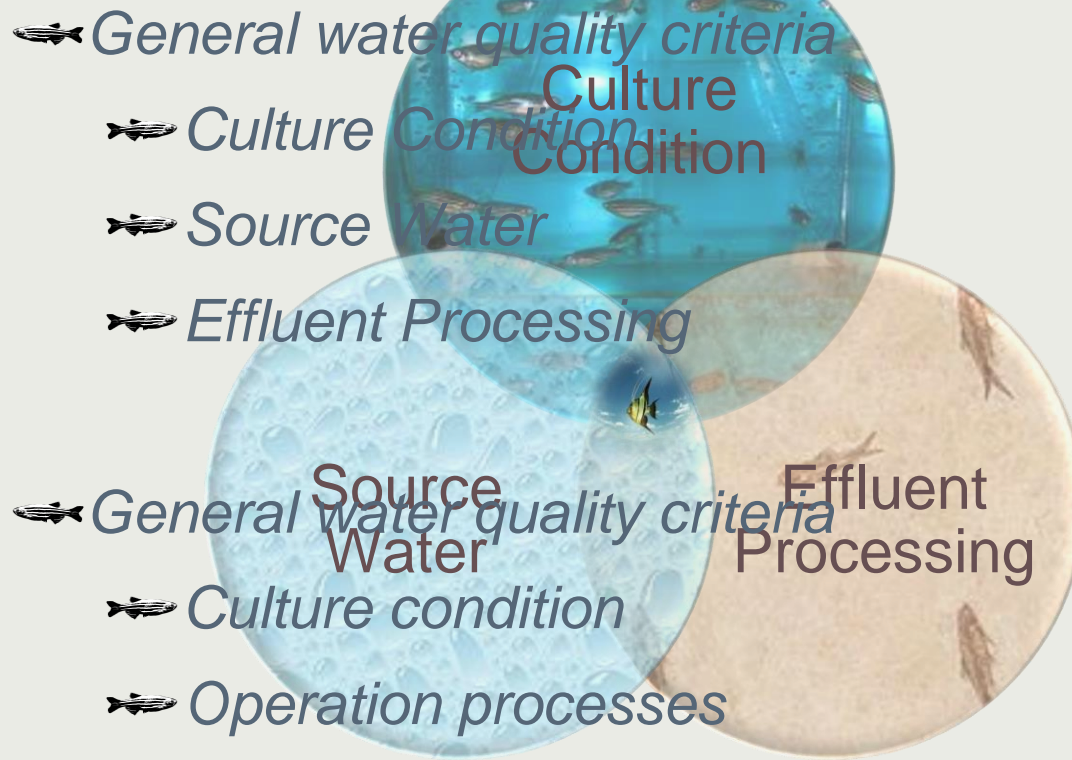 General water quality criteria
Culture
Condition
Culture Condition
Source Water
Effluent Processing
Source
Water
Effluent
Processing
General water quality criteria
Culture condition
Operation processes